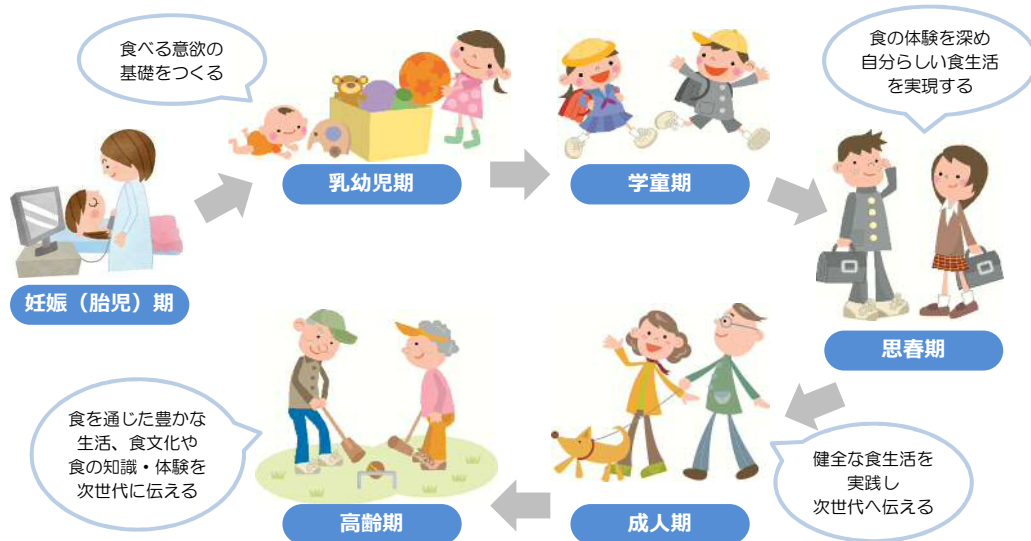 食べる意欲の
基礎をつくる
食の体験を深め
自分らしい食生活
を実現する
乳幼児期
学童期
妊娠（胎児）期
思春期
食を通じた豊かな
生活、食文化や
食の知識・体験を
次世代に伝える
健全な食生活を
実践し
次世代へ伝える
高齢期
成人期